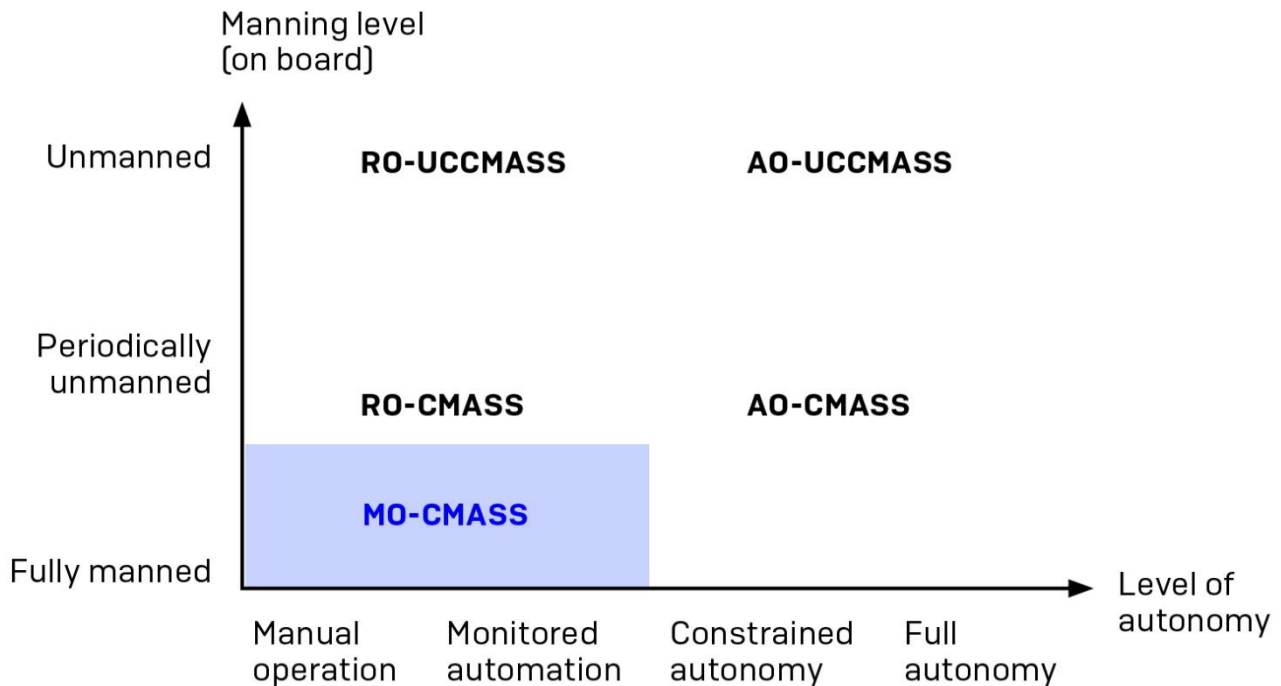 Manning level
(on board)
Unmanned
RO-UCCMASS
AO-UCCMASS
Periodically
unmanned
RO-CMASS
AO-CMASS
MO-CMASS
Fully manned
Level of
autonomy
Manual
operation
Monitored
automation
Constrained
autonomy
Full
autonomy